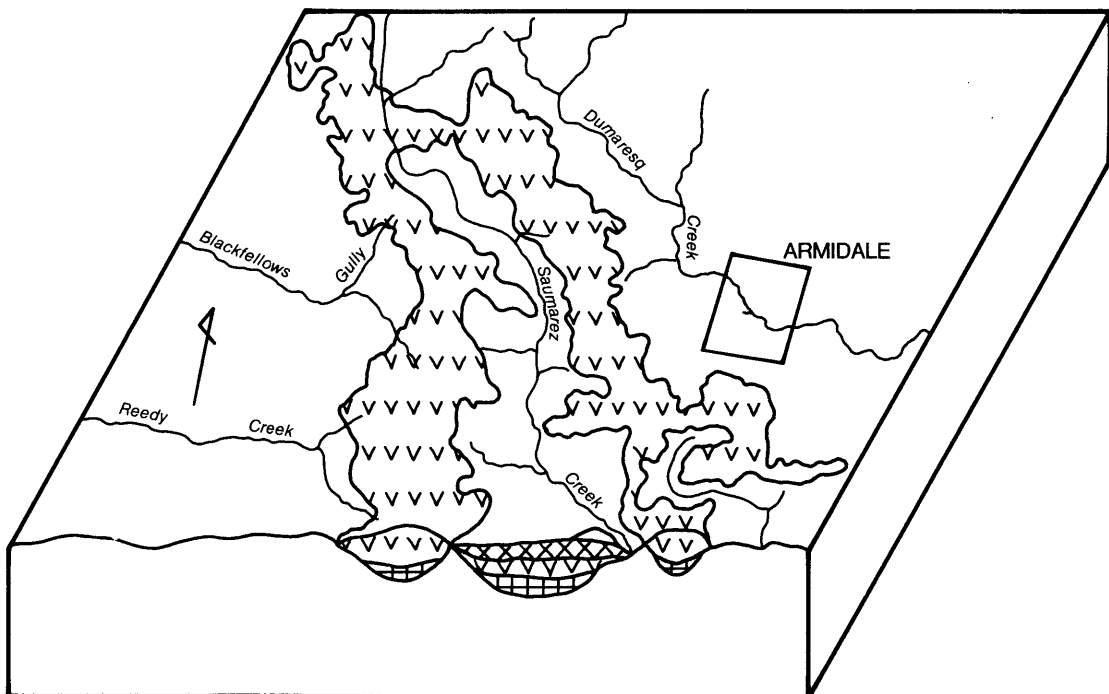 Dumaresq
Creek
ARMIDALE
Blackfellows
Gully
Saumarez
Creek
Reedy Creek